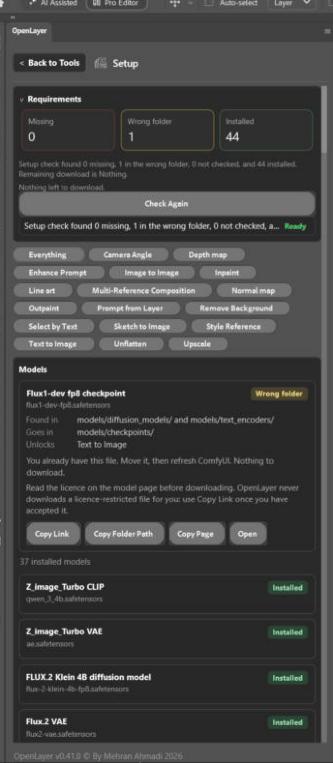 AI Assisted
Pro Editor
Auto-select
Layer
OpenLayer
< Back to Tools
Setup
Requirements
Missing
Wrong folder
Installed
0
1
44
Setup check found 0 missing, 1 in the wrong folder, 0 not checked, and 44 installed.
Remaining download is Nothing.
Nothing left to download.
Check Again
Setup check found 0 missing, 1 in the wrong folder, 0 not checked, a... Ready
Everything
Camera Angle
Depth map
Enhance Prompt
Image to Image
Inpaint
Line art
Multi-Reference Composition
Normal map
Outpaint
Prompt from Layer
Remove Background
Select by Text
Sketch to Image
Style Reference
Text to Image
Unflatten
Upscale
Models
Flux1-dev fp8 checkpoint
Wrong folder
flux1-dev-fp8.safetensors
Found in models/diffusion_models/ and models/text_encoders/
Goes in models/checkpoints/
Unlocks Text to Image
You already have this file. Move it, then refresh ComfyUI. Nothing to
download.
Read the licence on the model page before downloading. OpenLayer never
downloads a licence-restricted file for you: use Copy Link once you have
accepted it.
Copy Link
Copy Folder Path
Copy Page
Open
37 installed models
Z_image_Turbo CLIP
Installed
qwen_3_4b.safetensors
Z_image_Turbo VAE
Installed
ae.safetensors
FLUX.2 Klein 4B diffusion model
Installed
flux-2-klein-4b-fp8.safetensors
Flux.2 VAE
Installed
flux2-vae.safetensors
OpenLayer v0.41.0 © By Mehran Ahmadi 2026